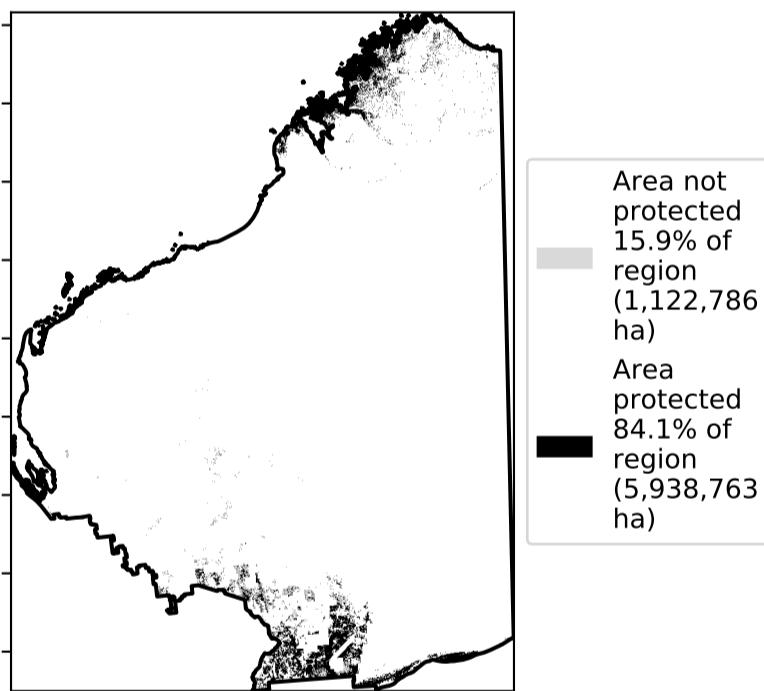 Area not
protected
15.9% of
region
(1,122,786
ha)
Area
protected
84.1% of
region
(5,938,763
ha)